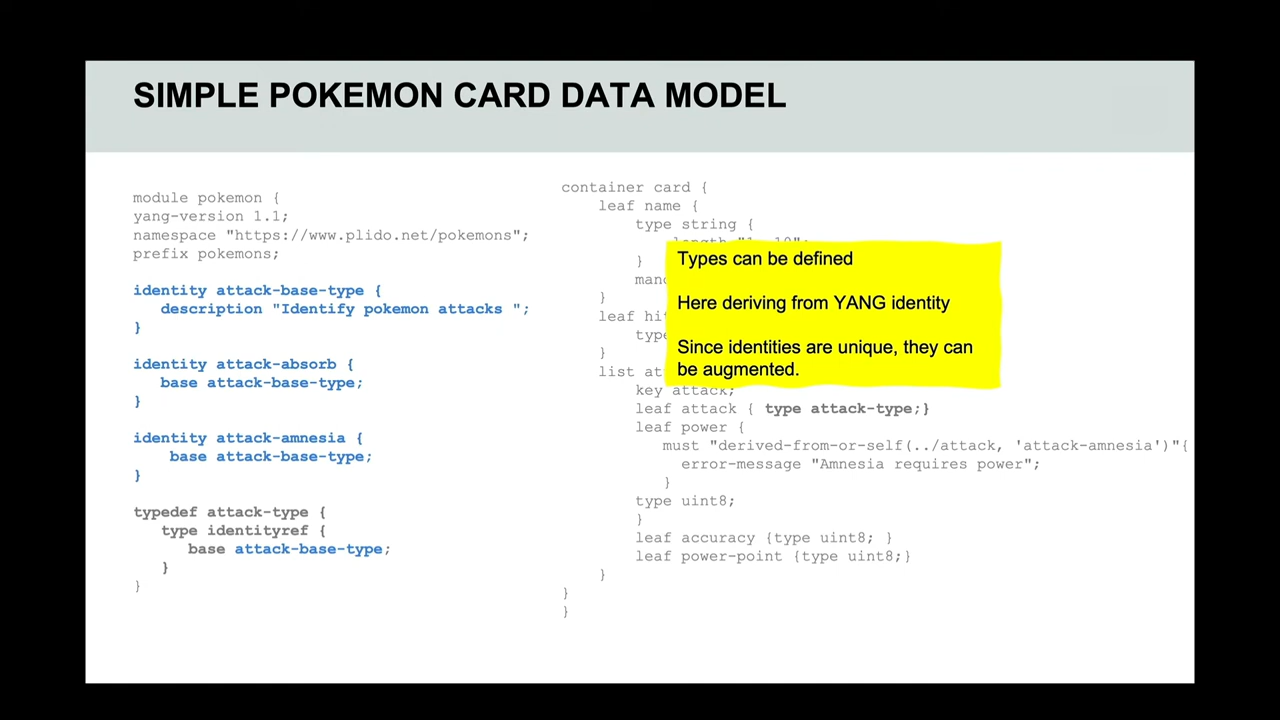 SIMPLE POKEMON CARD DATA MODEL
module pokemon {
yang-version 1.1;
namespace "https://www.plido.net/pokemons";
prefix pokemons;
identity attack-base-type {
description "Identify pokemon attacks ";
}
identity attack-absorb {
base attack-base-type;
}
identity attack-amnesia {
base attack-base-type;
}
typedef attack-type {
type identityref {
base attack-base-type;
}
}
container card {
leaf name {
type string {
}
}
leaf
}
list
key attack;
leaf attack { type attack-type;}
leaf power {
must "derived-from-or-self(../attack, 'attack-amnesia')"{
error-message "Amnesia requires power";
}
type uint8;
}
leaf accuracy {type uint8; }
leaf power-point {type uint8;}
}
}
}
Types can be defined
Here deriving from YANG identity
Since identities are unique, they can
be augmented.